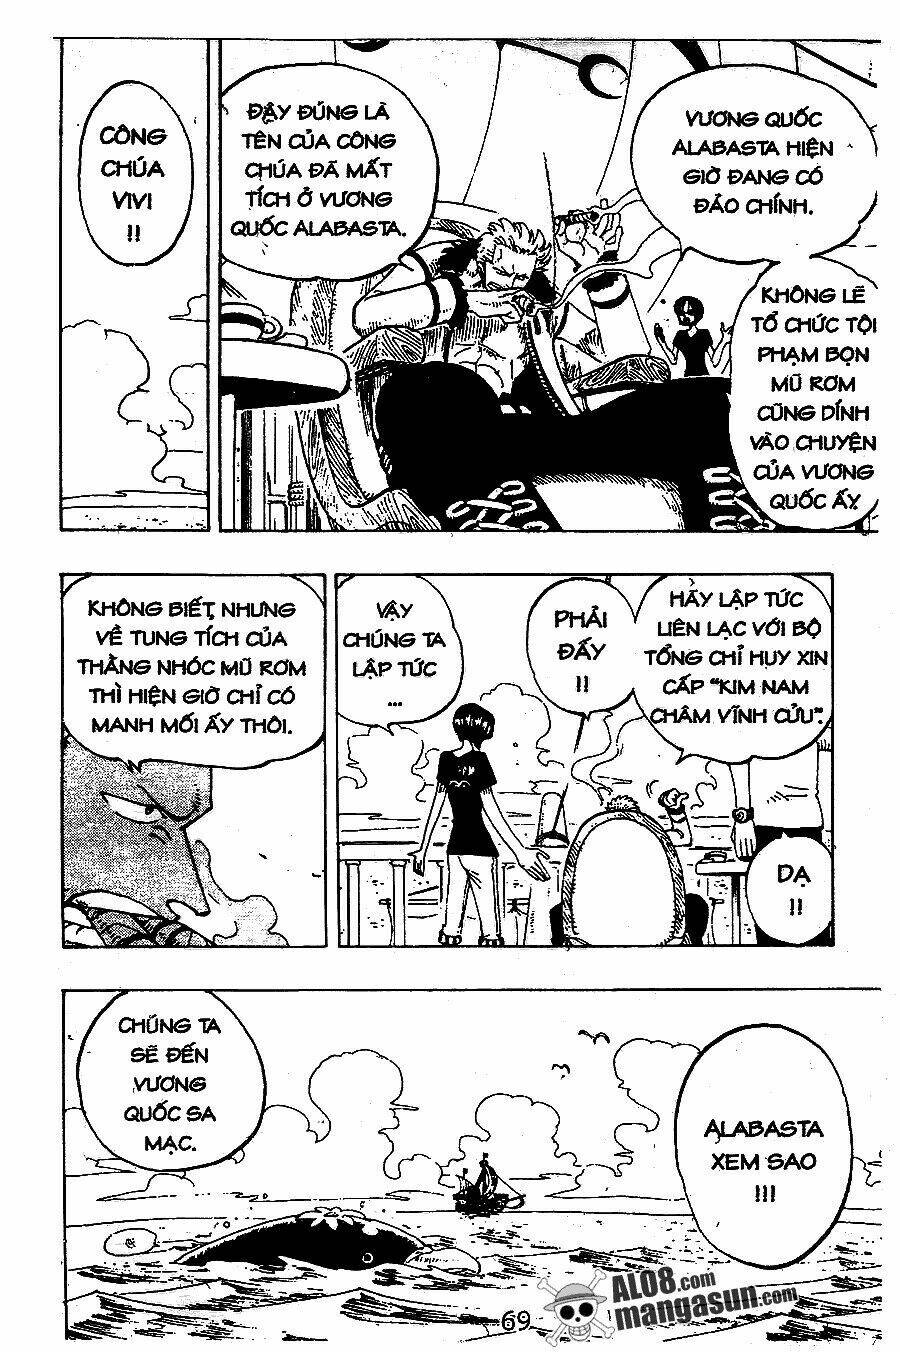 VƯƠNG QUỐC
ALABASTA HIỆN
GIỜ ĐANG CÓ
ĐẢO CHÍNH.
KHÔNG LẼ
TỔ CHỨC TỘI
PHẠM BỌN
MŨ RƠM
CŨNG DÍNH
VÀO CHUYỆN
CỦA VƯƠNG
QUỐC ẤY.
ĐẬY ĐÚNG LÀ
TÊN CỦA CÔNG
CHÚA ĐÃ MẤT
TÍCH Ở VƯƠNG
QUỐC ALABASTA.
CÔNG
CHÚA
VIVI
!!
HÃY LẬP TỨC
LIÊN LẠC VỚI BỘ
TỔNG CHỈ HUY XIN
CẤP "KIM NAM
CHÂM VĨNH CỬU".
PHẢI
ĐẤY
!!
DẠ
!!
VẬY
CHÚNG TA
LẬP TỨC
...
KHÔNG BIẾT, NHƯNG
VỀ TUNG TÍCH CỦA
THẰNG NHÓC MŨ RƠM
THÌ HIỆN GIỜ CHỈ CÓ
MANH MỐI ẤY THÔI.
CHÚNG TA
SẼ ĐẾN
VƯƠNG
QUỐC SA
MẠC.
ALABASTA
XEM SAO
!!!
69
ALO8.com
mangasun.com